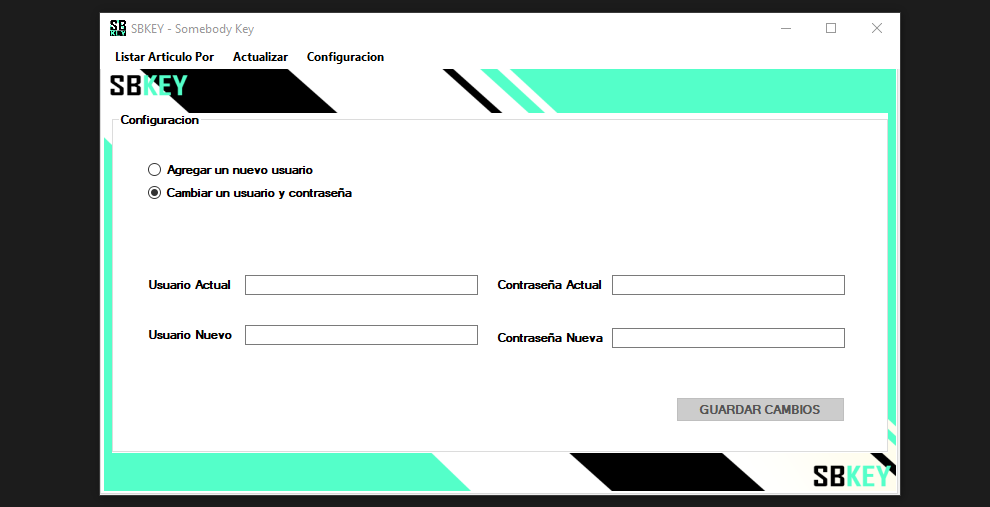 SB
KEY
SBKEY - Somebody Key
Listar Articulo Por Actualizar Configuracion
SBKEY
Configuracion
Agregar un nuevo usuario
Cambiar un usuario y contraseña
Usuario Actual Contraseña Actual
Usuario Nuevo Contraseña Nueva
GUARDAR CAMBIOS
SBKEY